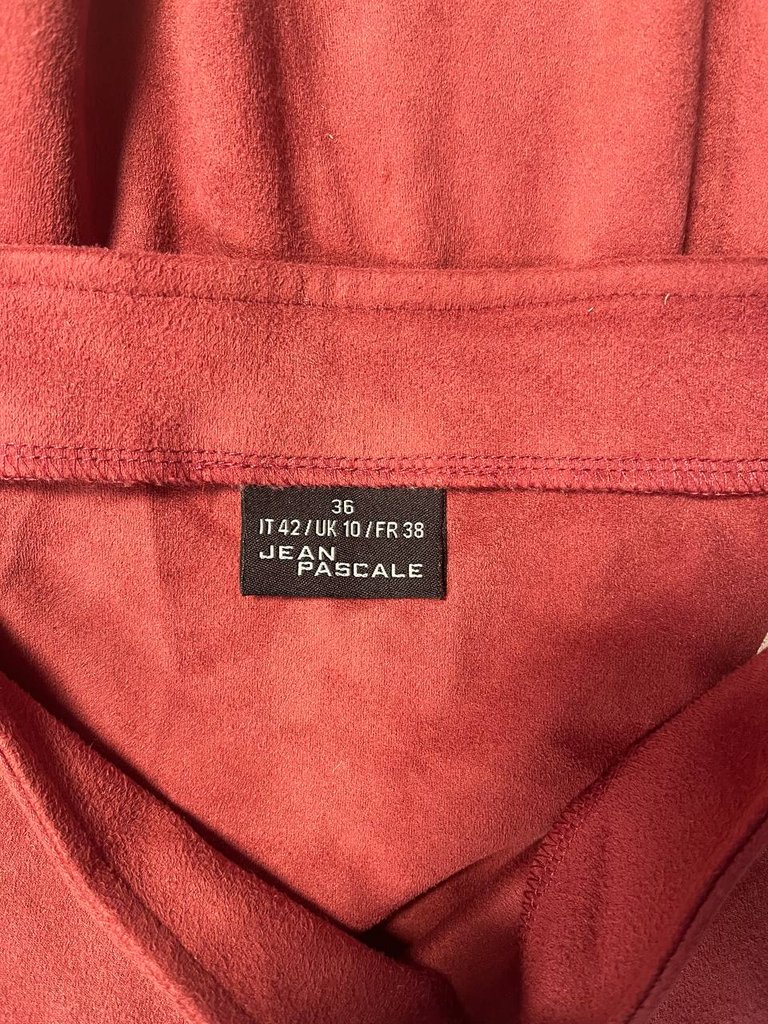 36
IT 42 / UK 10 / FR 38
JEAN
PASCALE